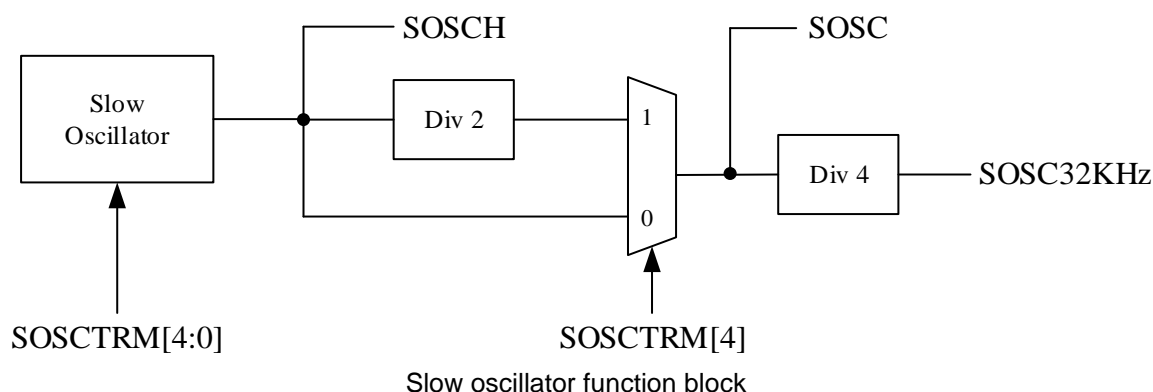 SOSCH
SOSC
Slow
Oscillator
Div 2
1
0
Div 4
SOSC32KHz
SOSCTRM[4:0]
SOSCTRM[4]
Slow oscillator function block